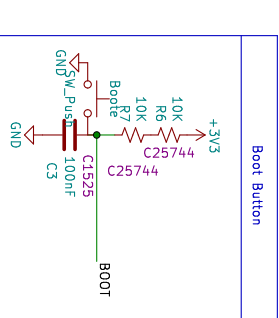 Boot Button
+3V3
10K
R6
C25744
10K
R7
C25744
Boote
SW_Push
GND
GND
C1525
100nF
C3
BOOT